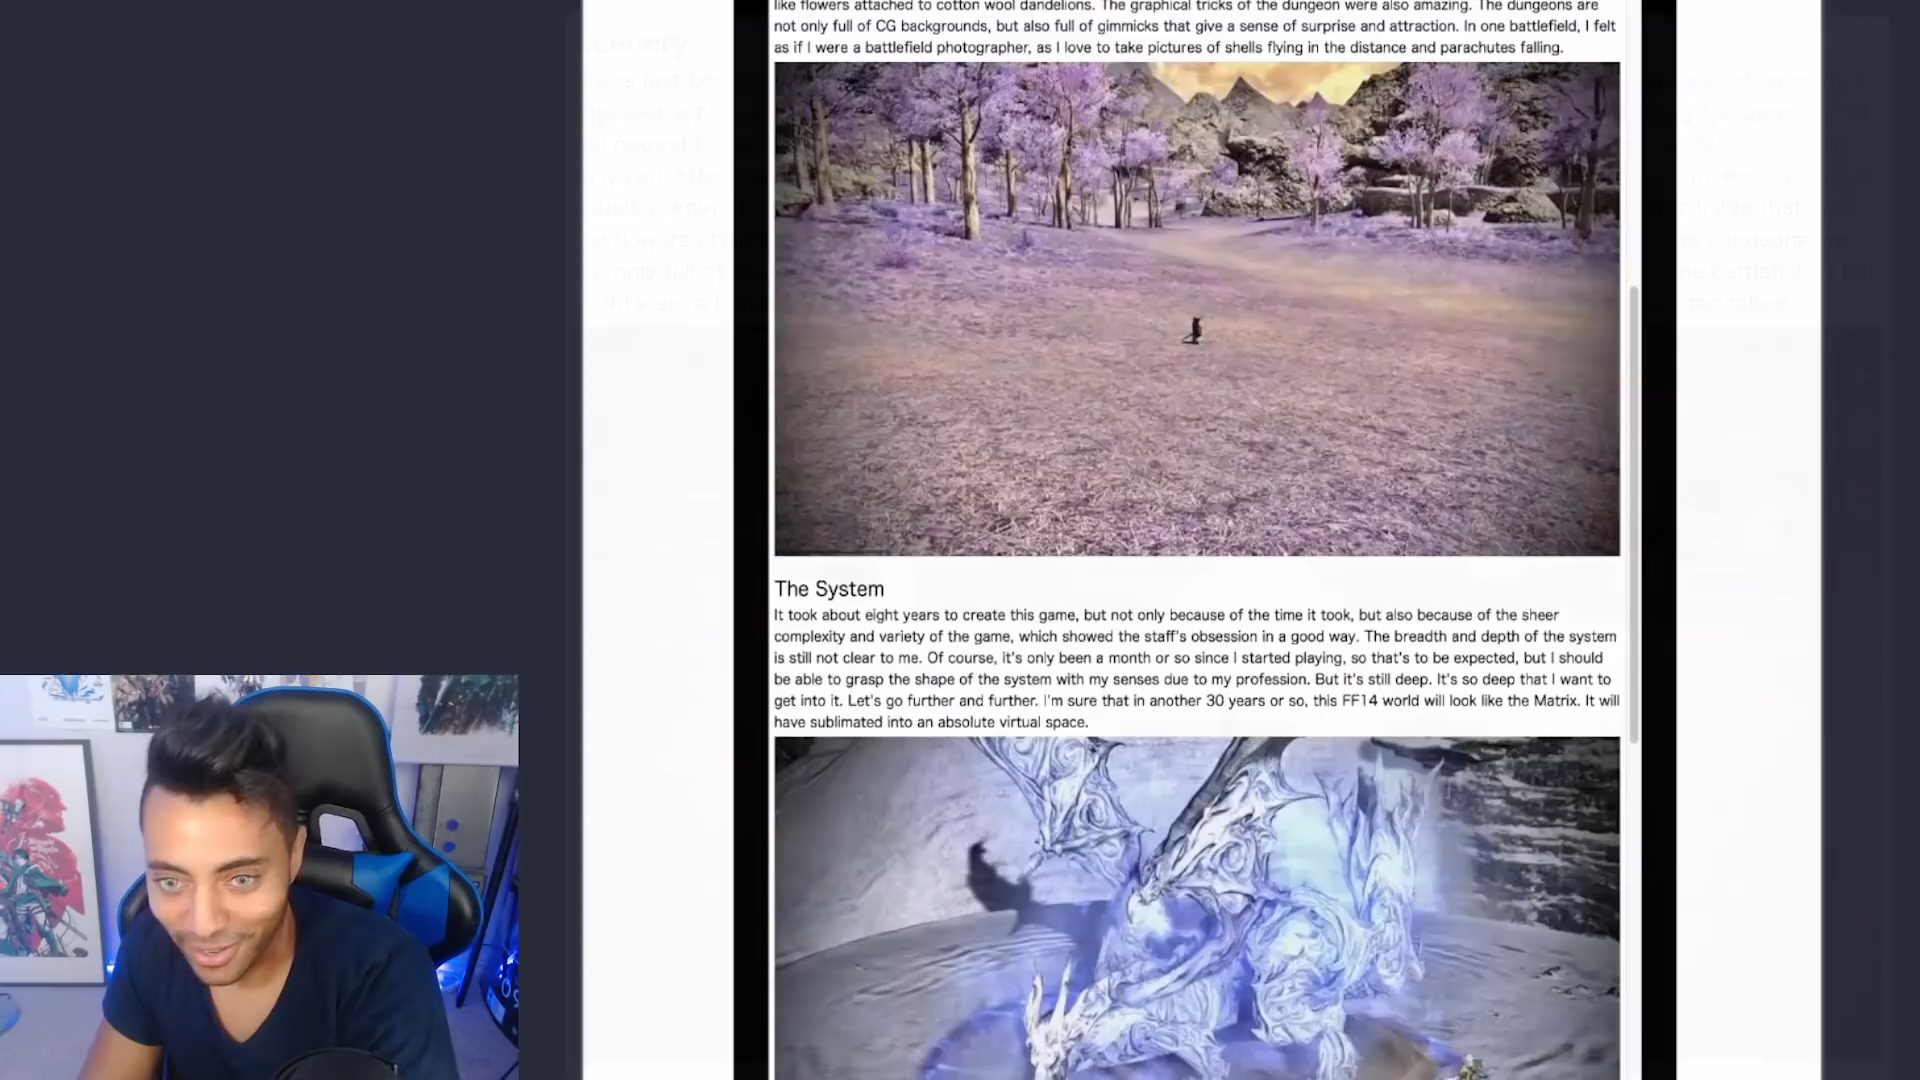 like flowers attached to cotton wool dandelions. The graphical tricks of the dungeon were also amazing. The dungeons are
not only full of CG backgrounds, but also full of gimmicks that give a sense of surprise and attraction. In one battlefield, I felt
as if I were a battlefield photographer, as I love to take pictures of shells flying in the distance and parachutes falling.
The System
It took about eight years to create this game, but not only because of the time it took, but also because of the sheer
complexity and variety of the game, which showed the staff's obsession in a good way. The breadth and depth of the system
is still not clear to me. Of course, it's only been a month or so since I started playing, so that's to be expected, but I should
be able to grasp the shape of the system with my senses due to my profession. But it's still deep. It's so deep that I want to
get into it. Let's go further and further. I'm sure that in another 30 years or so, this FF14 world will look like the Matrix. It will
have sublimated into an absolute virtual space.